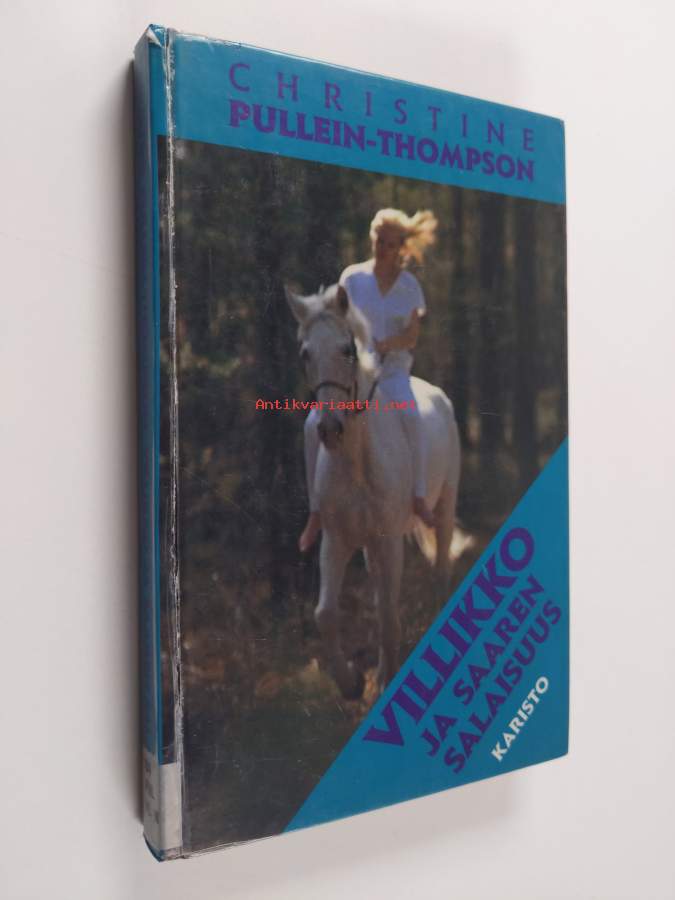 CHRISTINE
PULLEIN-THOMPSON
Antikvariaatti.net
VILLIKKO
JA SAAREN
SALAISUUS
KARISTO